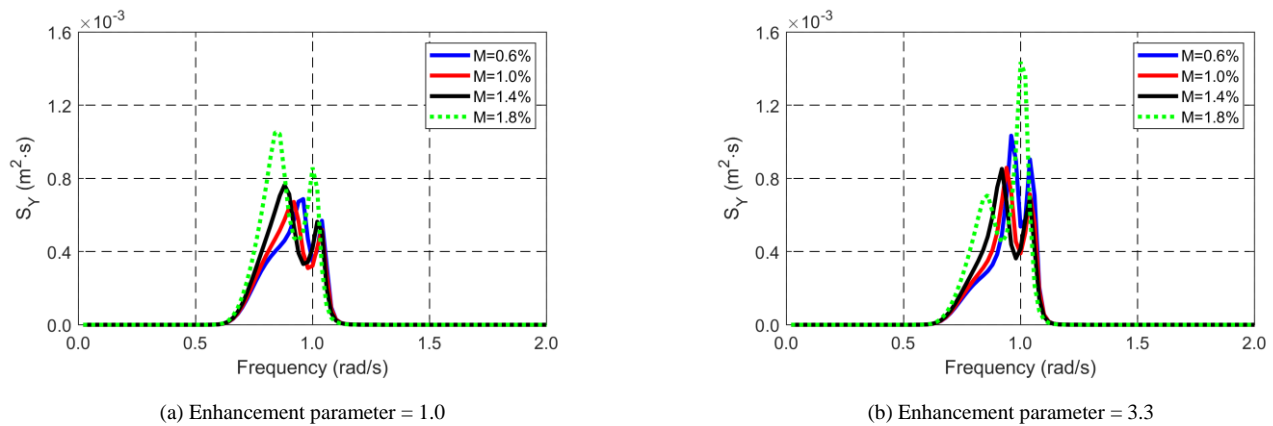 ×10⁻³
1.6
1.2
0.8
0.4
0.0
S_Y (m²·s)
0.0 0.5 1.0 1.5 2.0
Frequency (rad/s)
M=0.6%
M=1.0%
M=1.4%
M=1.8%
(a) Enhancement parameter = 1.0
×10⁻³
1.6
1.2
0.8
0.4
0.0
S_Y (m²·s)
0.0 0.5 1.0 1.5 2.0
Frequency (rad/s)
M=0.6%
M=1.0%
M=1.4%
M=1.8%
(b) Enhancement parameter = 3.3